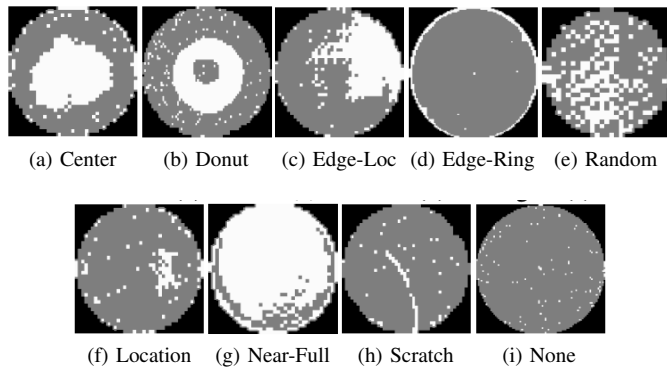 (a) Center (b) Donut (c) Edge-Loc (d) Edge-Ring (e) Random
(f) Location (g) Near-Full (h) Scratch (i) None